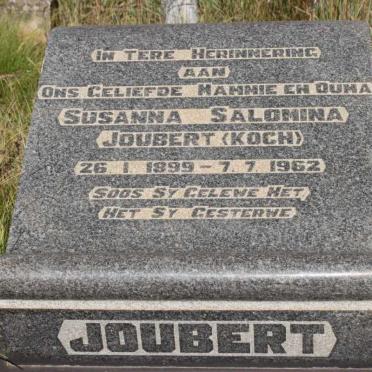 IN TERE HERINNERING
AAN
ONS GELIEFDE MAMMIE EN OUMA
SUSANNA SALOMINA
JOUBERT (KOCH)
26. 1. 1899 – 7. 7. 1962
SOOS SY GELEWE HET
HET SY GESTERWE
JOUBERT